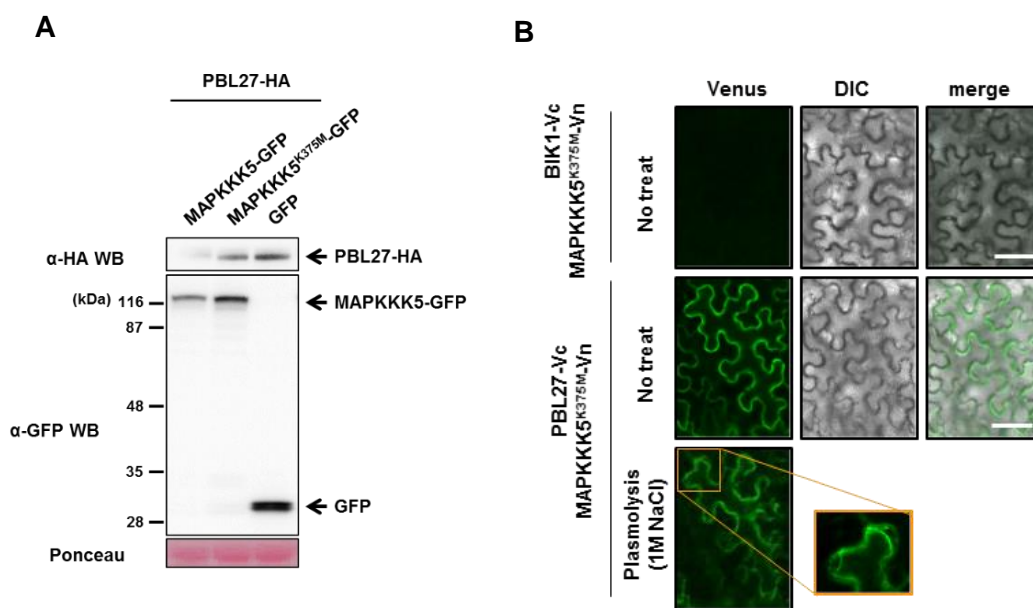 A
PBL27-HA
MAPKKK5-GFP
MAPKKK5K375M-GFP
GFP
α-HA WB
PBL27-HA
(kDa)
116
MAPKKK5-GFP
87
48
α-GFP WB
35
GFP
28
Ponceau
B
Venus
DIC
merge
BIK1-Vc
MAPKKK5K375M-Vn
No treat
PBL27-Vc
MAPKKK5K375M-Vn
No treat
Plasmolysis
(1M NaCl)